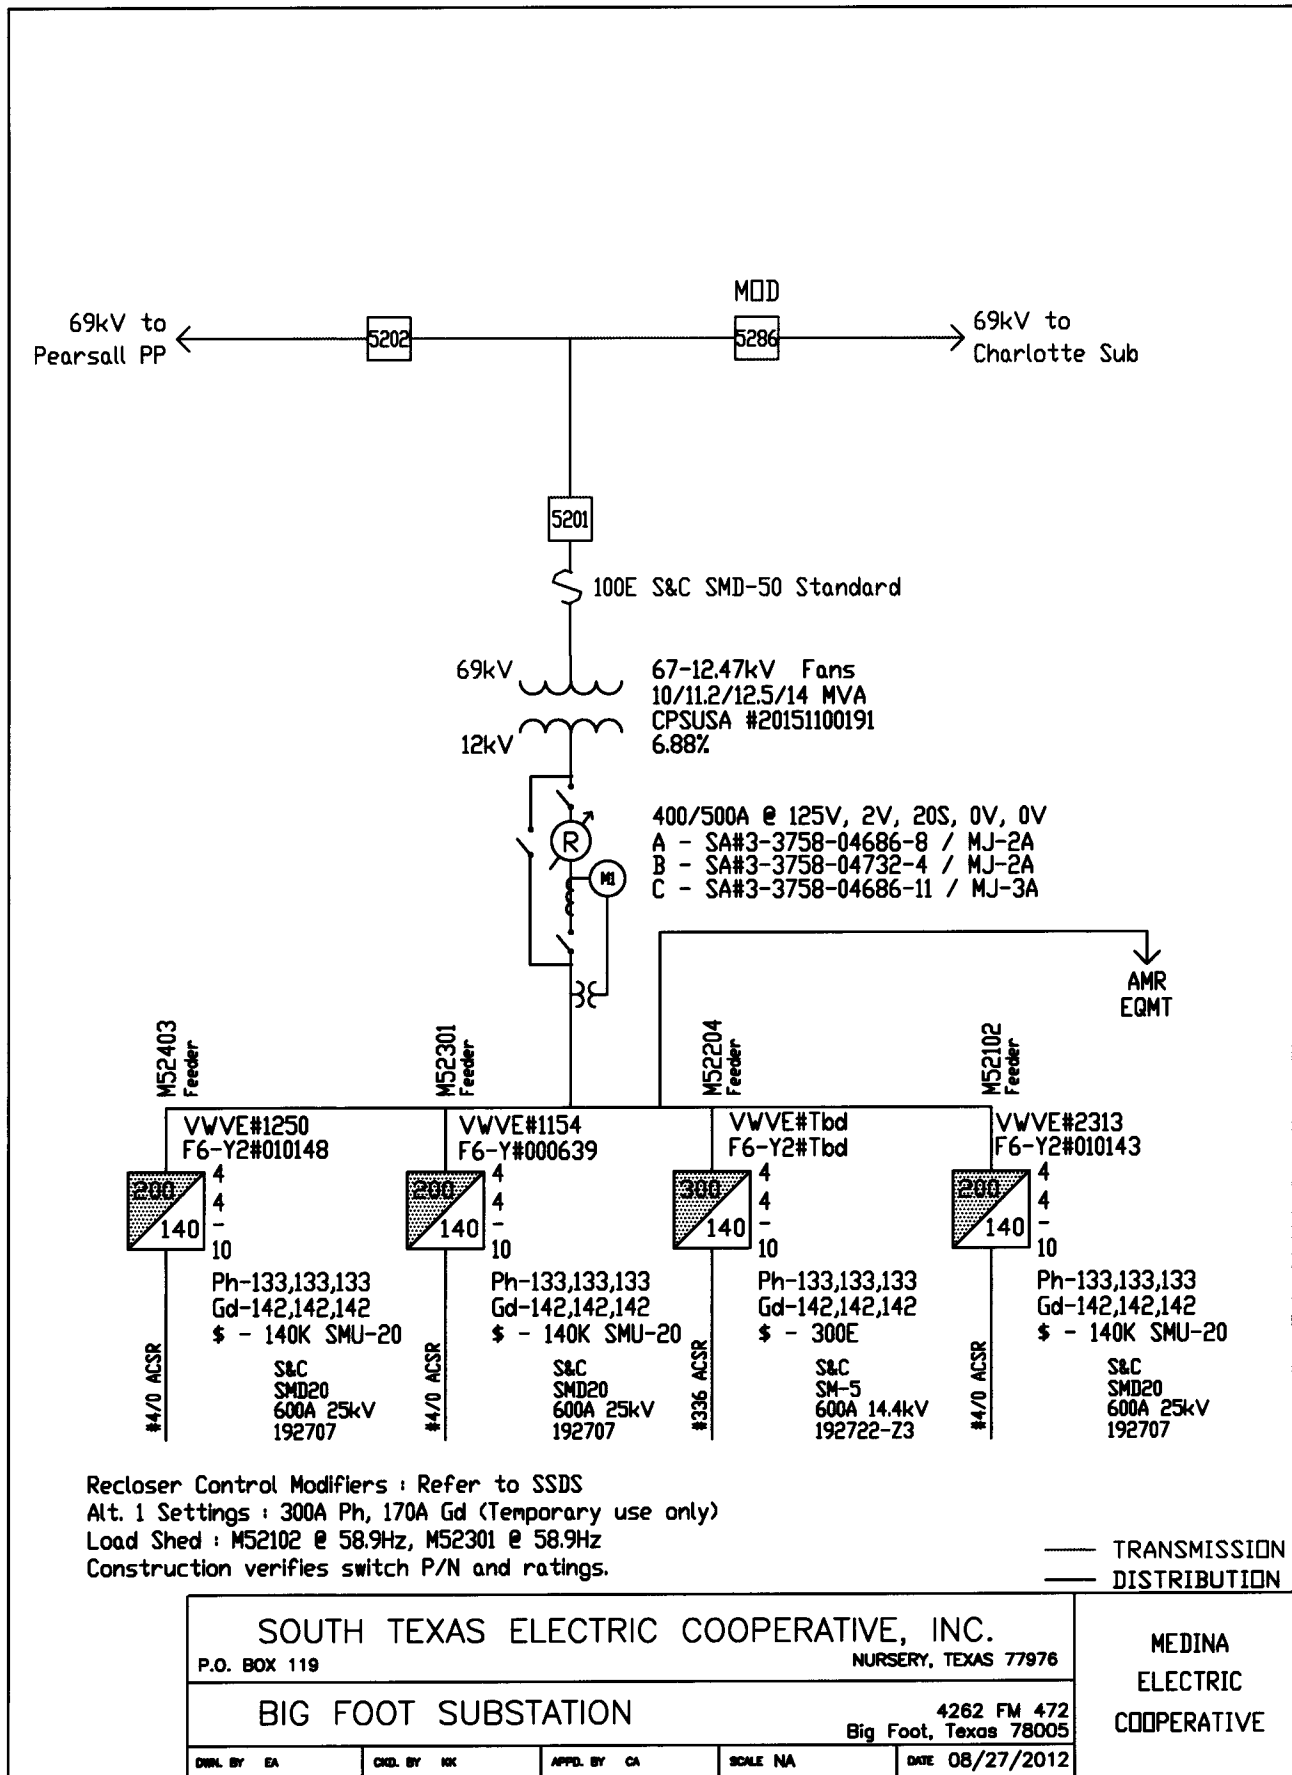 MOD
69kV to
Pearsall PP
5202
5286
69kV to
Charlotte Sub
5201
100E S&C SMD-50 Standard
69kV
12kV
67-12.47kV Fans
10/11.2/12.5/14 MVA
CPSUSA #20151100191
6.88%
400/500A @ 125V, 2V, 20S, 0V, 0V
A - SA#3-3758-04686-8 / MJ-2A
B - SA#3-3758-04732-4 / MJ-2A
C - SA#3-3758-04686-11 / MJ-3A
R
M1
AMR
EQMT
M52403
Feeder
VWVE#1250
F6-Y2#010148
200
140
4
4
-
10
Ph-133,133,133
Gd-142,142,142
$ - 140K SMU-20
#4/0 ACSR
S&C
SMD20
600A 25kV
192707
M52301
Feeder
VWVE#1154
F6-Y#000639
200
140
4
4
-
10
Ph-133,133,133
Gd-142,142,142
$ - 140K SMU-20
#4/0 ACSR
S&C
SMD20
600A 25kV
192707
M52204
Feeder
VWVE#Tbd
F6-Y2#Tbd
300
140
4
4
-
10
Ph-133,133,133
Gd-142,142,142
$ - 300E
#336 ACSR
S&C
SM-5
600A 14.4kV
192722-Z3
M52102
Feeder
VWVE#2313
F6-Y2#010143
200
140
4
4
-
10
Ph-133,133,133
Gd-142,142,142
$ - 140K SMU-20
#4/0 ACSR
S&C
SMD20
600A 25kV
192707
Recloser Control Modifiers : Refer to SSDS
Alt. 1 Settings : 300A Ph, 170A Gd (Temporary use only)
Load Shed : M52102 @ 58.9Hz, M52301 @ 58.9Hz
Construction verifies switch P/N and ratings.
TRANSMISSION
DISTRIBUTION
SOUTH TEXAS ELECTRIC COOPERATIVE, INC.
P.O. BOX 119
NURSERY, TEXAS 77976
BIG FOOT SUBSTATION
4262 FM 472
Big Foot, Texas 78005
DWN. BY EA
CKD. BY KK
APPD. BY CA
SCALE NA
DATE 08/27/2012
MEDINA
ELECTRIC
COOPERATIVE